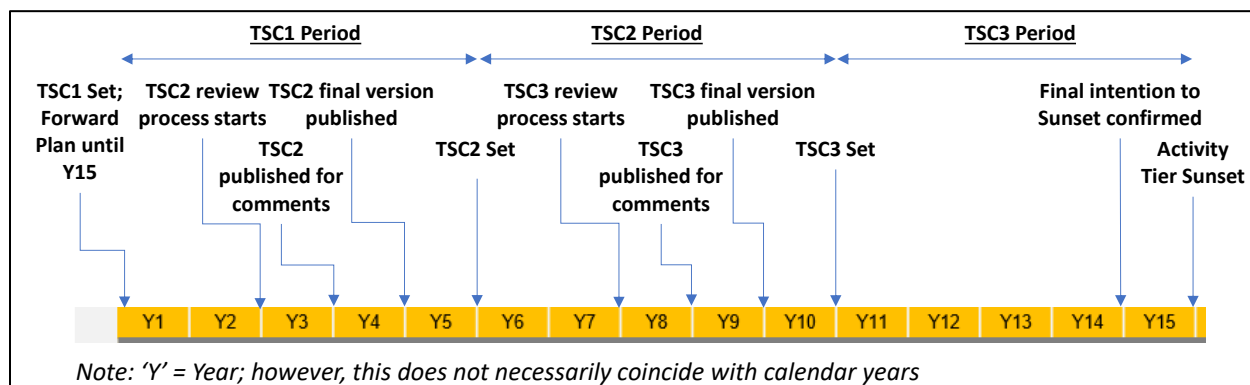 TSC1 Period
TSC2 Period
TSC3 Period
TSC1 Set;
Forward
Plan until
Y15
TSC2 review
process starts
TSC2
published for
comments
TSC2 final version
published
TSC2 Set
TSC3 review
process starts
TSC3
published for
comments
TSC3 final version
published
TSC3 Set
Final intention to
Sunset confirmed
Activity
Tier Sunset
Y1 Y2 Y3 Y4 Y5 Y6 Y7 Y8 Y9 Y10 Y11 Y12 Y13 Y14 Y15
Note: ‘Y’ = Year; however, this does not necessarily coincide with calendar years